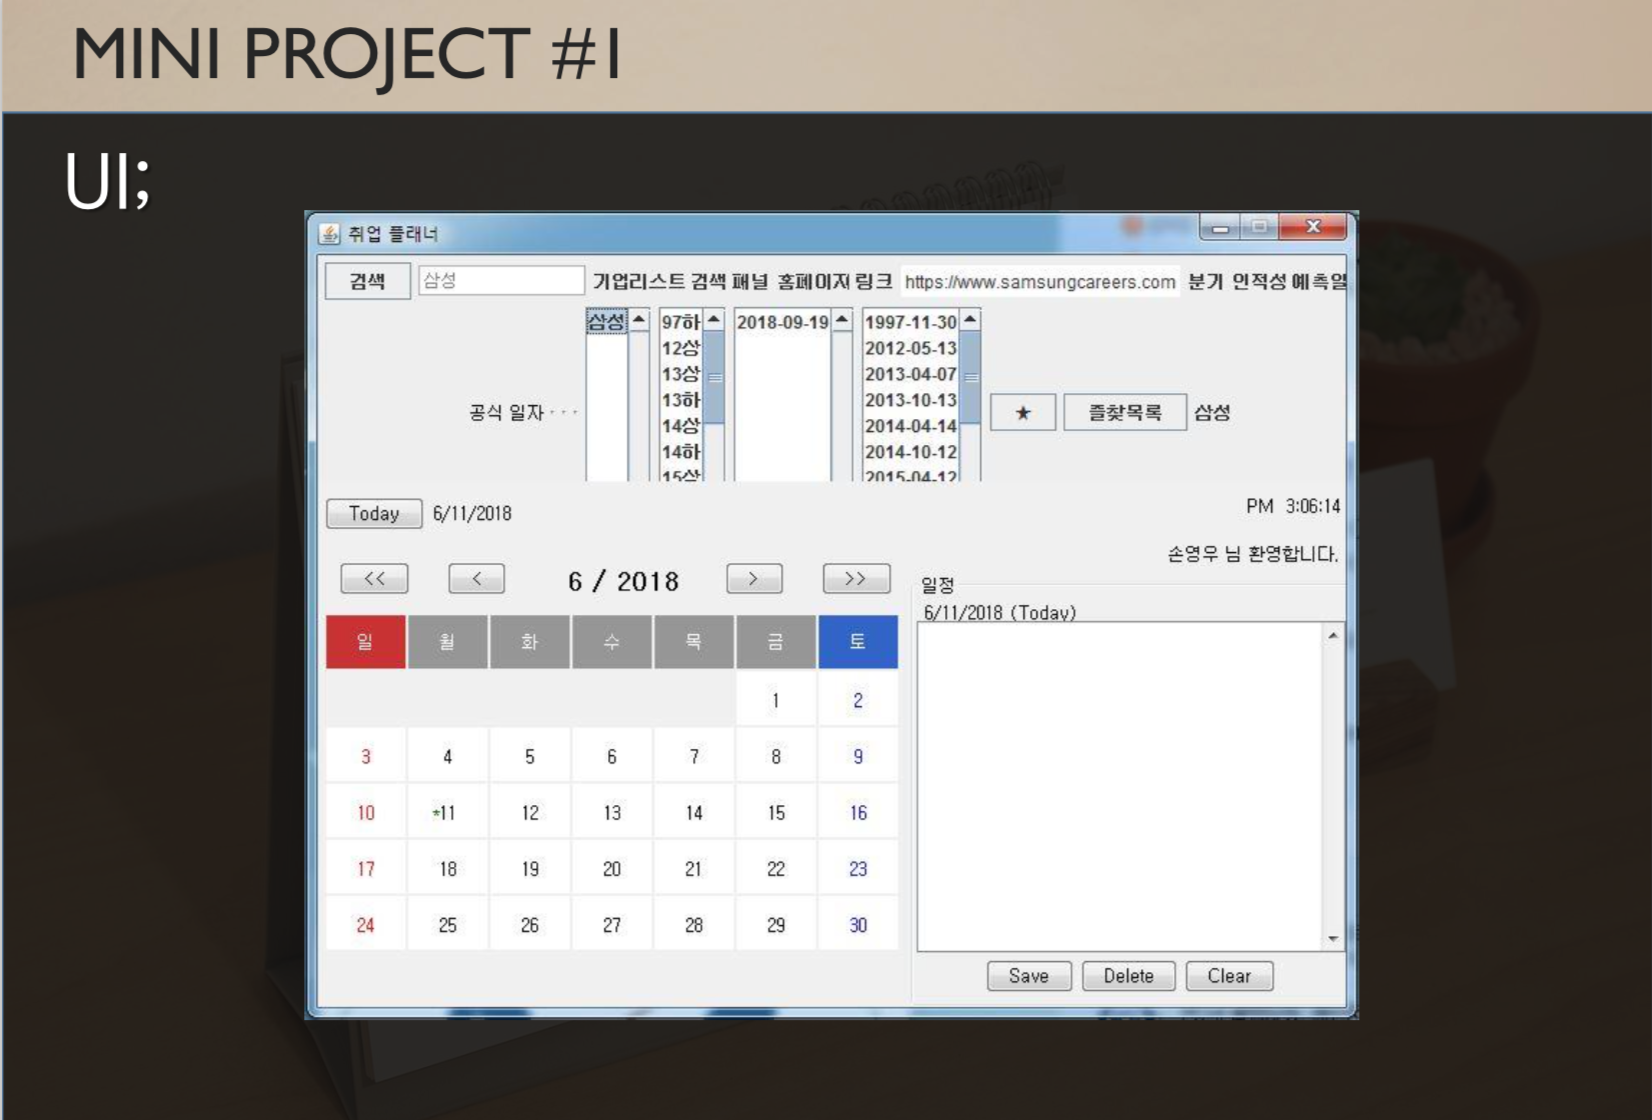 MINI PROJECT #1
UI;
취업 플래너
검색 삼성 기업리스트 검색 패널 홈페이지 링크 https://www.samsungcareers.com 분기 인적성 예측일
삼성 97하 2018-09-19 1997-11-30
12상 2012-05-13
13상 2013-04-07
13하 2013-10-13
공식 일자 · · · ★ 즐찾목록 삼성
14상 2014-04-14
14하 2014-10-12
15상 2015-04-12
Today 6/11/2018 PM 3:06:14
손영우 님 환영합니다.
<< < 6 / 2018 > >>
일정
6/11/2018 (Today)
일 월 화 수 목 금 토
1 2
3 4 5 6 7 8 9
10 *11 12 13 14 15 16
17 18 19 20 21 22 23
24 25 26 27 28 29 30
Save Delete Clear